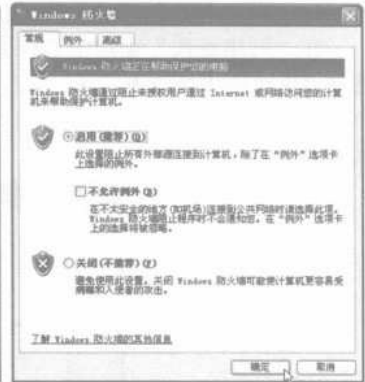 Windows 防火墙
常规 例外 高级
Windows 防火墙正在帮助保护您的电脑
Windows 防火墙通过阻止未授权用户通过 Internet 或网络访问您的计算
机来帮助保护计算机。
启用(推荐)(O)
此设置阻止所有外部源连接到计算机，除了在“例外”选项卡
上选择的例外。
不允许例外(D)
在不太安全的地方(如机场)连接到公共网络时请选择此项。
Windows 防火墙阻止程序时不会通知您。在“例外”选项卡
上的选择将被忽略。
关闭(不推荐)(F)
避免使用此设置。关闭 Windows 防火墙可能使计算机更容易受
病毒和入侵者的攻击。
了解 Windows 防火墙的其他信息
确定 取消